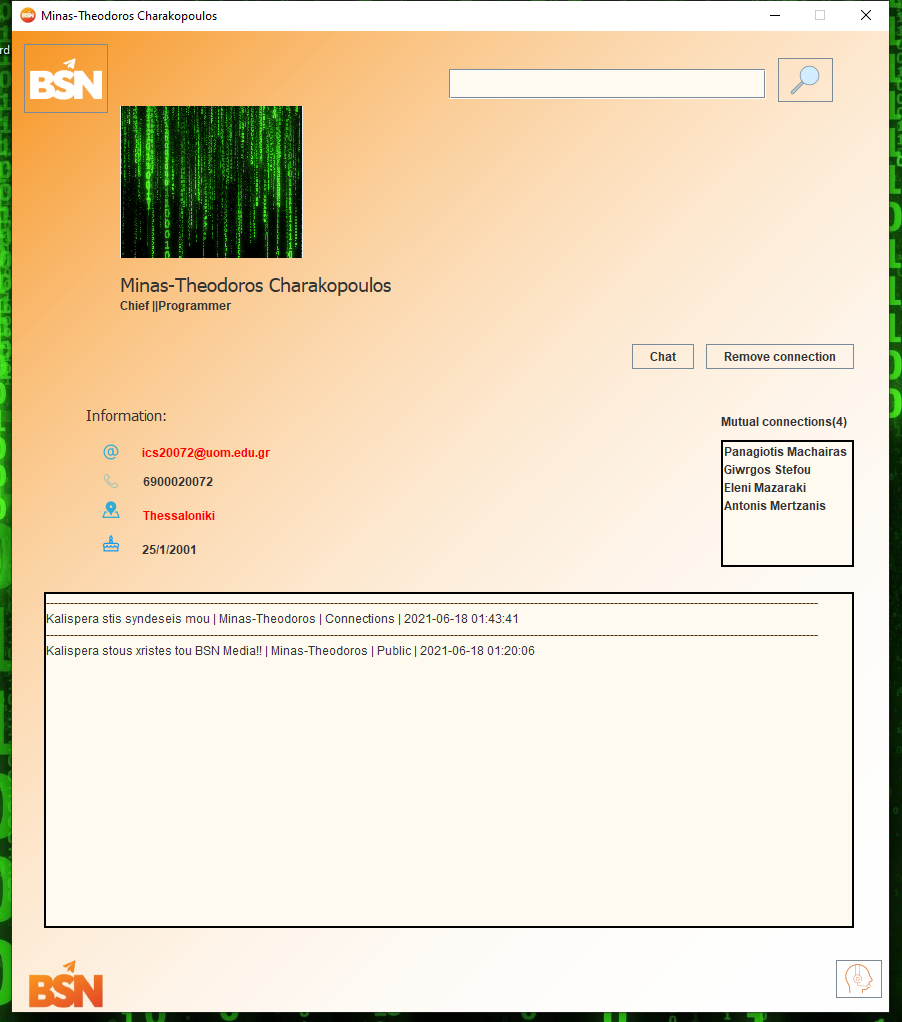 BSN Minas-Theodoros Charakopoulos
rd
BSN
Minas-Theodoros Charakopoulos
Chief ||Programmer
Chat Remove connection
Information:
Mutual connections(4)
@ ics20072@uom.edu.gr
6900020072
Thessaloniki
25/1/2001
Panagiotis Machairas
Giwrgos Stefou
Eleni Mazaraki
Antonis Mertzanis
Kalispera stis syndeseis mou | Minas-Theodoros | Connections | 2021-06-18 01:43:41
Kalispera stous xristes tou BSN Media!! | Minas-Theodoros | Public | 2021-06-18 01:20:06
BSN